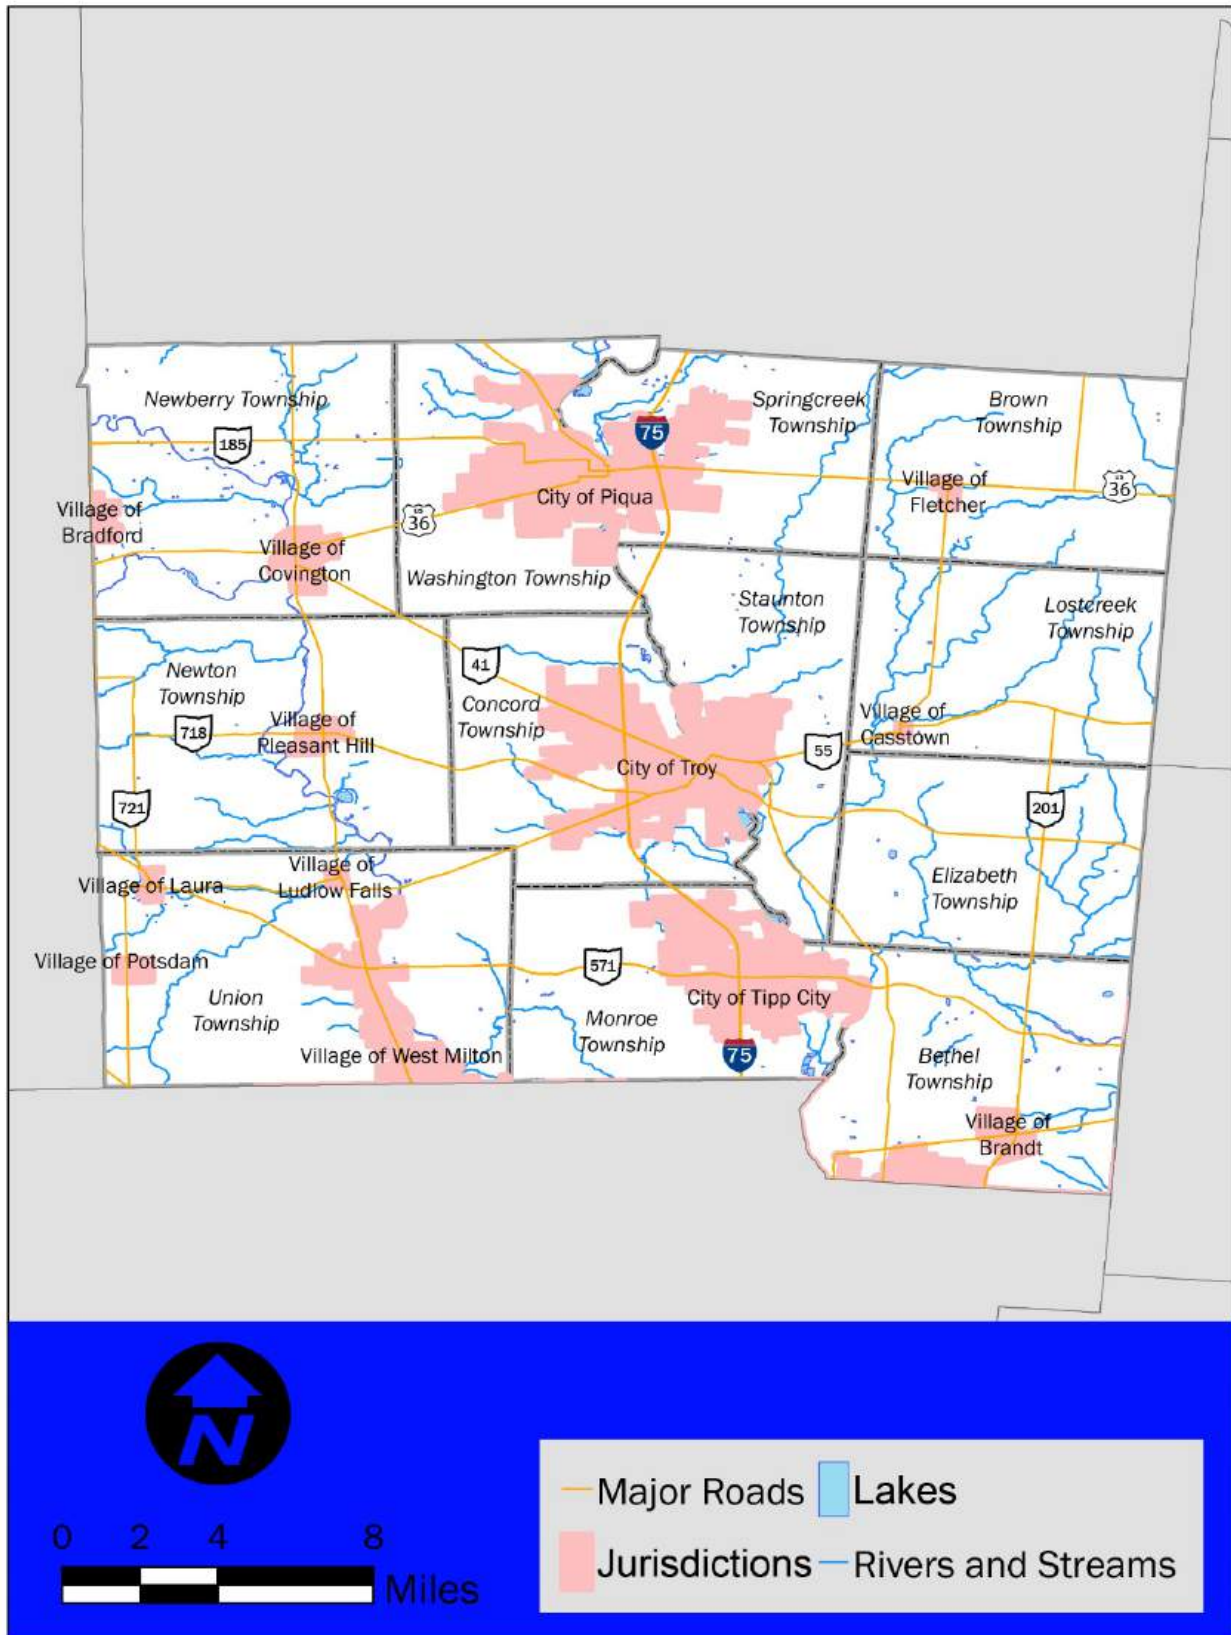 Newberry Township
185
Village of
Bradford
Village of
Covington
US
36
Washington Township
City of Piqua
75
Springcreek
Township
Brown
Township
Village of
Fletcher
US
36
Staunton
Township
Lostcreek
Township
Newton
Township
718
Village of
Pleasant Hill
721
41
Concord
Township
City of Troy
55
Village of
Casstown
201
Elizabeth
Township
Village of Laura
Village of
Ludlow Falls
Village of Potsdam
Union
Township
Village of West Milton
571
Monroe
Township
City of Tipp City
75
Bethel
Township
Village of
Brandt
N
0 2 4 8
Miles
Major Roads
Lakes
Jurisdictions
Rivers and Streams